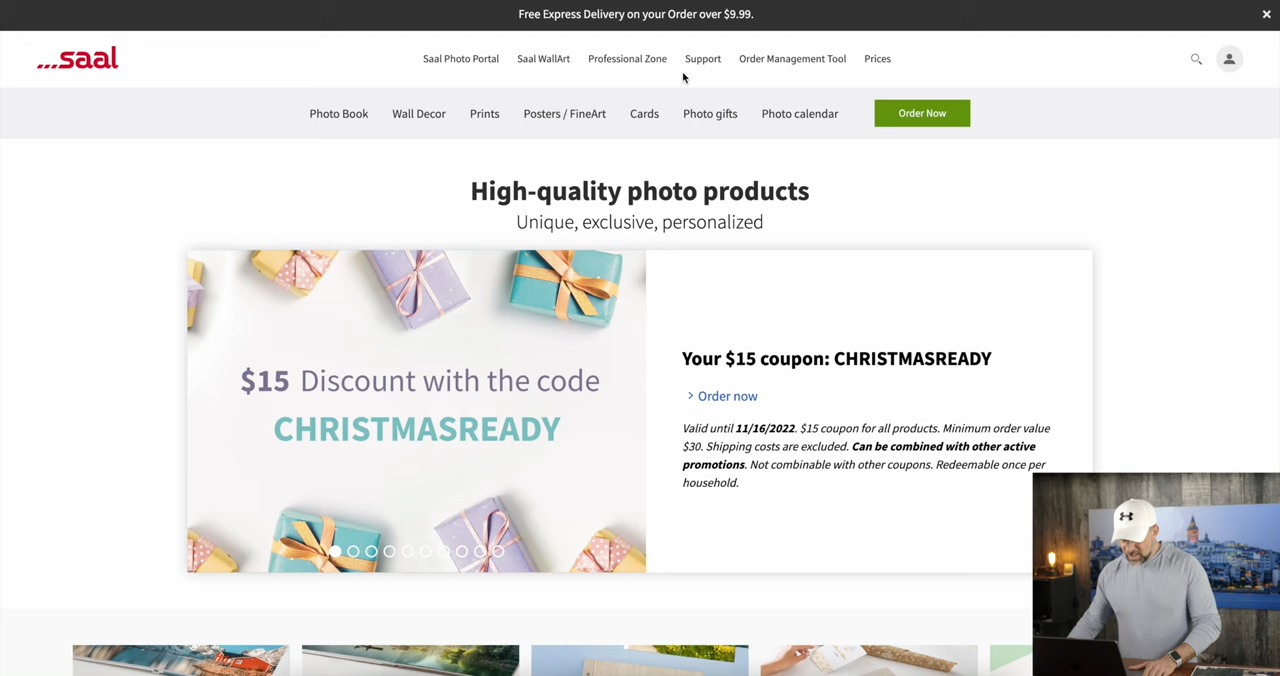 Free Express Delivery on your Order over $9.99.
...saal
Saal Photo Portal
Saal WallArt
Professional Zone
Support
Order Management Tool
Prices
Photo Book
Wall Decor
Prints
Posters / FineArt
Cards
Photo gifts
Photo calendar
Order Now
High-quality photo products
Unique, exclusive, personalized
$15 Discount with the code
CHRISTMASREADY
Your $15 coupon: CHRISTMASREADY
Order now
Valid until 11/16/2022. $15 coupon for all products. Minimum order value
$30. Shipping costs are excluded. Can be combined with other active
promotions. Not combinable with other coupons. Redeemable once per
household.